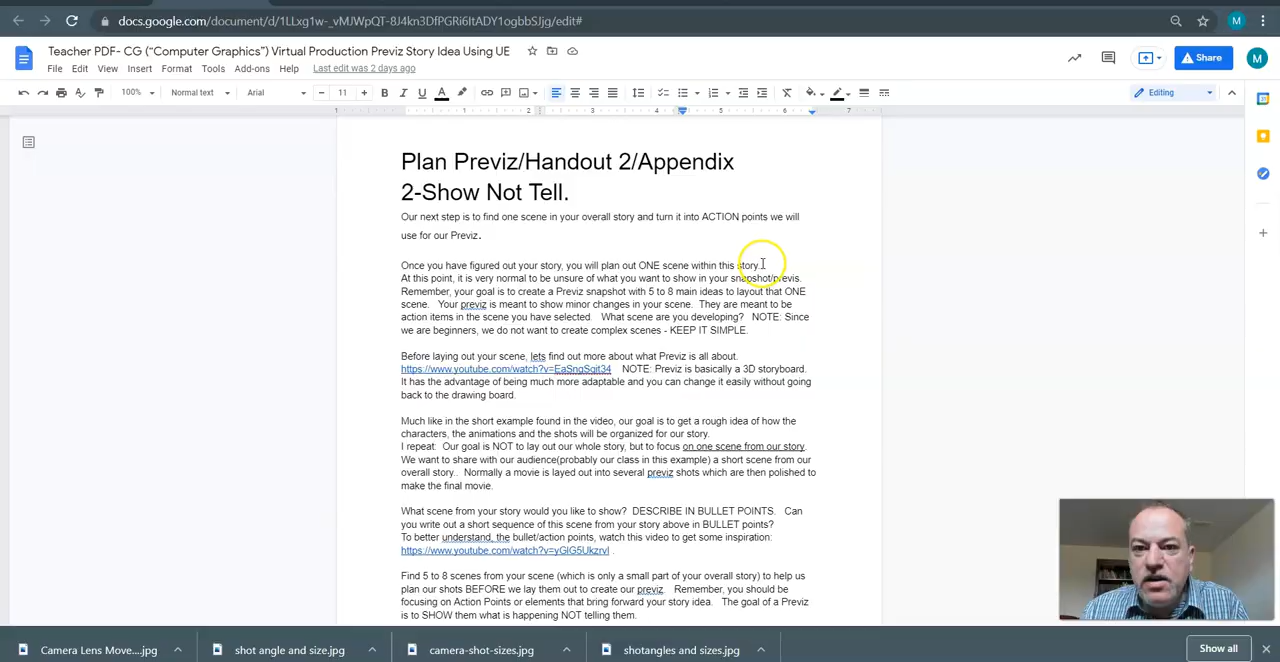 docs.google.com/document/d/1LLxg1w-_vMJWpQT-8J4kn3DfPGRi6ItADY1ogbbSJjg/edit#
M
Teacher PDF- CG ("Computer Graphics") Virtual Production Previz Story Idea Using UE
File Edit View Insert Format Tools Add-ons Help Last edit was 2 days ago
Share
M
100% Normal text Arial - 11 + B I U A Editing
1 1 2 3 4 5 6 7
Plan Previz/Handout 2/Appendix
2-Show Not Tell.
Our next step is to find one scene in your overall story and turn it into ACTION points we will
use for our Previz.
Once you have figured out your story, you will plan out ONE scene within this story.
At this point, it is very normal to be unsure of what you want to show in your snapshot/previs.
Remember, your goal is to create a Previz snapshot with 5 to 8 main ideas to layout that ONE
scene. Your previz is meant to show minor changes in your scene. They are meant to be
action items in the scene you have selected. What scene are you developing? NOTE: Since
we are beginners, we do not want to create complex scenes - KEEP IT SIMPLE.
Before laying out your scene, lets find out more about what Previz is all about.
https://www.youtube.com/watch?v=EaSngSqit34 NOTE: Previz is basically a 3D storyboard.
It has the advantage of being much more adaptable and you can change it easily without going
back to the drawing board.
Much like in the short example found in the video, our goal is to get a rough idea of how the
characters, the animations and the shots will be organized for our story.
I repeat: Our goal is NOT to lay out our whole story, but to focus on one scene from our story.
We want to share with our audience(probably our class in this example) a short scene from our
overall story.. Normally a movie is layed out into several previz shots which are then polished to
make the final movie.
What scene from your story would you like to show? DESCRIBE IN BULLET POINTS. Can
you write out a short sequence of this scene from your story above in BULLET points?
To better understand, the bullet/action points, watch this video to get some inspiration:
https://www.youtube.com/watch?v=yGlG5Ukzrvl .
Find 5 to 8 scenes from your scene (which is only a small part of your overall story) to help us
plan our shots BEFORE we lay them out to create our previz. Remember, you should be
focusing on Action Points or elements that bring forward your story idea. The goal of a Previz
is to SHOW them what is happening NOT telling them.
Camera Lens Move....jpg shot angle and size.jpg camera-shot-sizes.jpg shotangles and sizes.jpg Show all